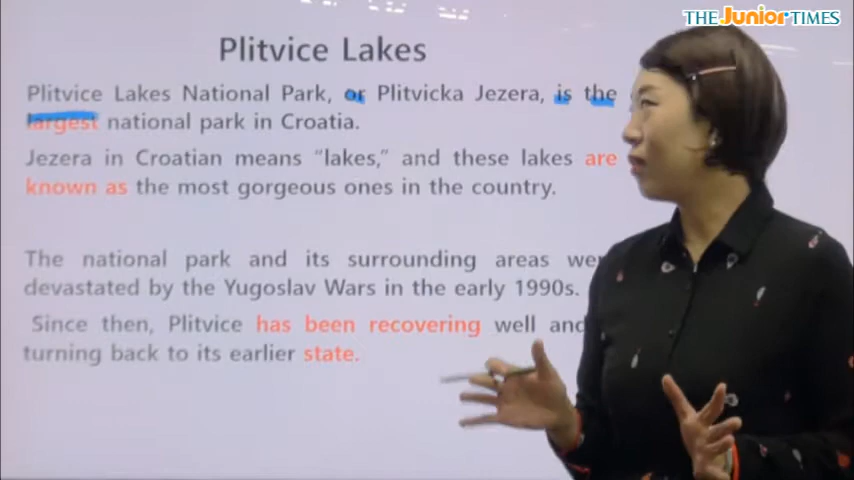 THE Junior TIMES
Plitvice Lakes
Plitvice Lakes National Park, or Plitvicka Jezera, is the
largest national park in Croatia.
Jezera in Croatian means “lakes,” and these lakes are
known as the most gorgeous ones in the country.
The national park and its surrounding areas
devastated by the Yugoslav Wars in the early 1990s.
Since then, Plitvice has been recovering well and
turning back to its earlier state.